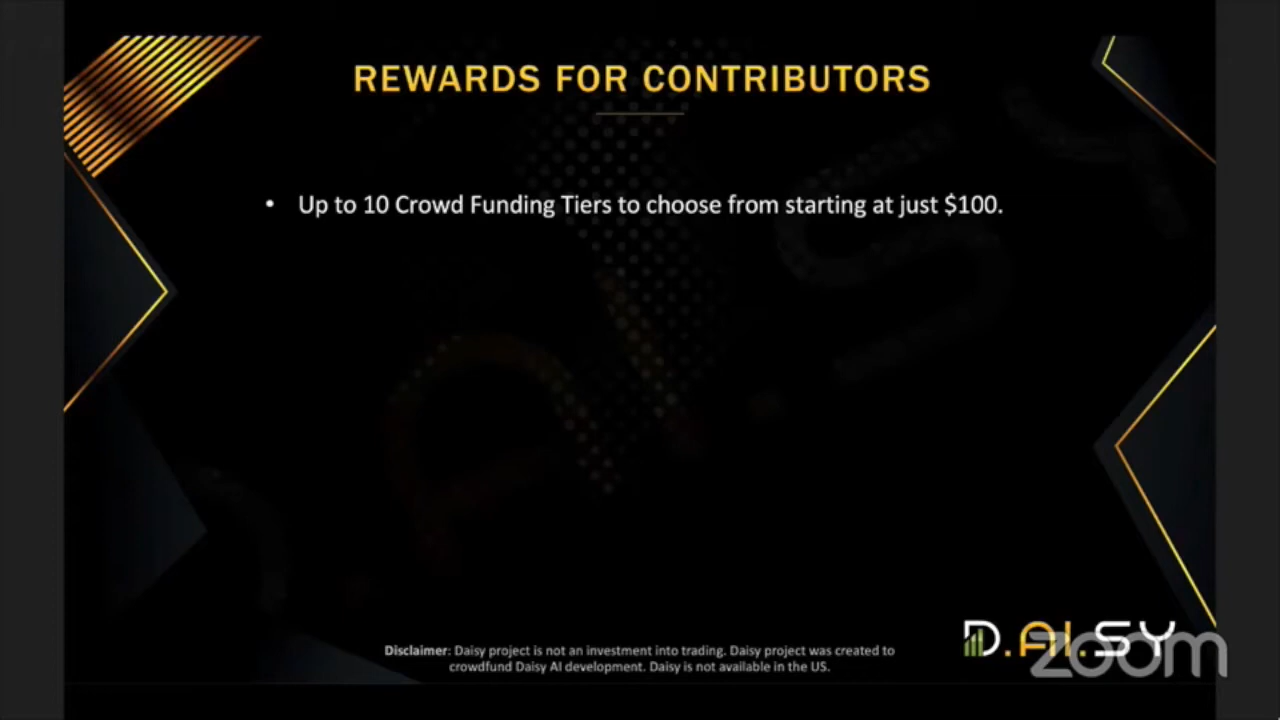 REWARDS FOR CONTRIBUTORS
• Up to 10 Crowd Funding Tiers to choose from starting at just $100.
Disclaimer: Daisy project is not an investment into trading. Daisy project was created to
crowdfund Daisy AI development. Daisy is not available in the US.
D.AI.SY
zoom